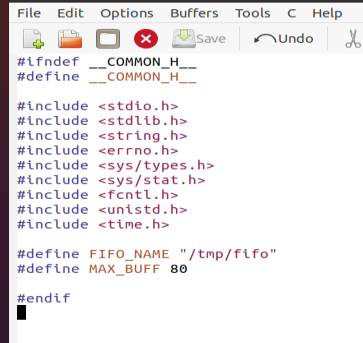 File Edit Options Buffers Tools C Help
Save Undo
#ifndef __COMMON_H__
#define __COMMON_H__
#include <stdio.h>
#include <stdlib.h>
#include <string.h>
#include <errno.h>
#include <sys/types.h>
#include <sys/stat.h>
#include <fcntl.h>
#include <unistd.h>
#include <time.h>
#define FIFO_NAME "/tmp/fifo"
#define MAX_BUFF 80
#endif